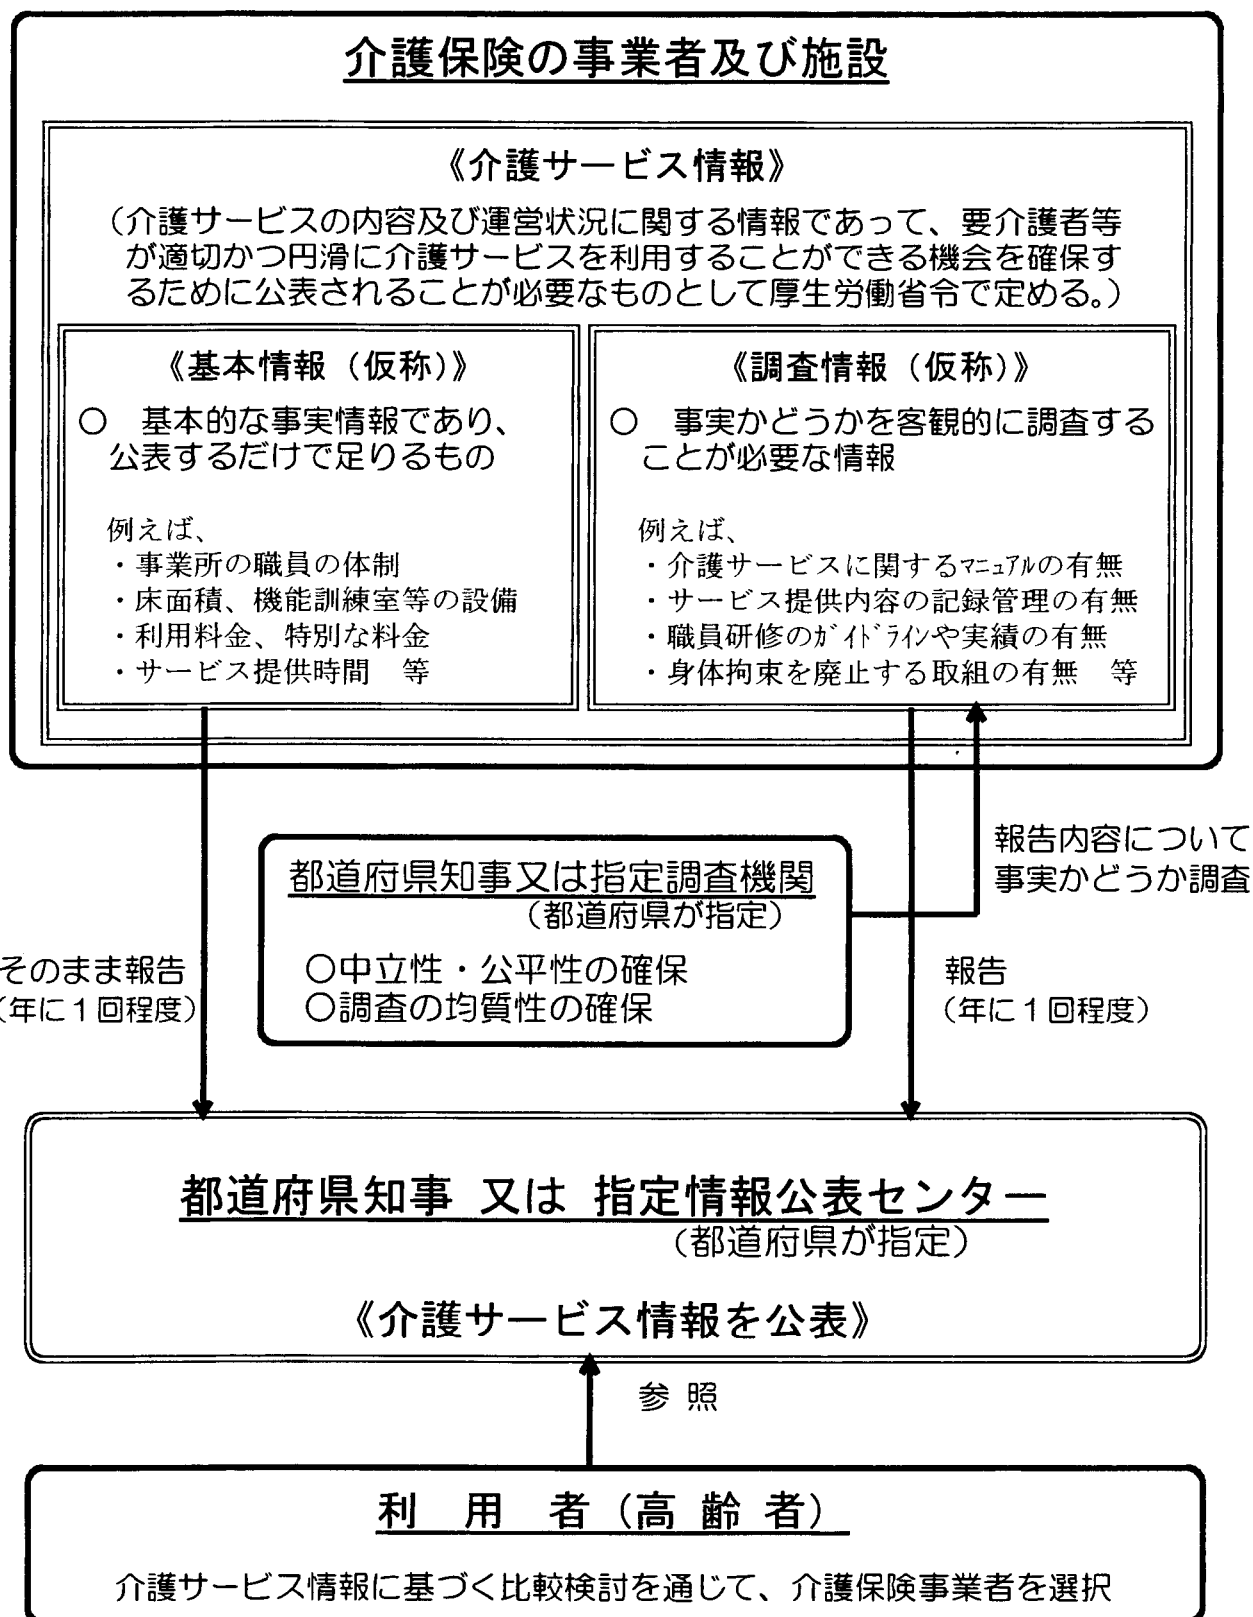 介護保険の事業者及び施設
《介護サービス情報》
（介護サービスの内容及び運営状況に関する情報であって、要介護者等
が適切かつ円滑に介護サービスを利用することができる機会を確保す
るために公表されることが必要なものとして厚生労働省令で定める。）
《基本情報（仮称）》
○　基本的な事実情報であり、
公表するだけで足りるもの
例えば、
・事業所の職員の体制
・床面積、機能訓練室等の設備
・利用料金、特別な料金
・サービス提供時間　等
《調査情報（仮称）》
○　事実かどうかを客観的に調査する
ことが必要な情報
例えば、
・介護サービスに関するﾏﾆｭｱﾙの有無
・サービス提供内容の記録管理の有無
・職員研修のｶﾞｲﾄﾞﾗｲﾝや実績の有無
・身体拘束を廃止する取組の有無　等
報告内容について
事実かどうか調査
都道府県知事又は指定調査機関
（都道府県が指定）
○中立性・公平性の確保
○調査の均質性の確保
そのまま報告
（年に１回程度）
報告
（年に１回程度）
都道府県知事 又は 指定情報公表センター
（都道府県が指定）
《介護サービス情報を公表》
参 照
利　用　者（高 齢 者）
介護サービス情報に基づく比較検討を通じて、介護保険事業者を選択